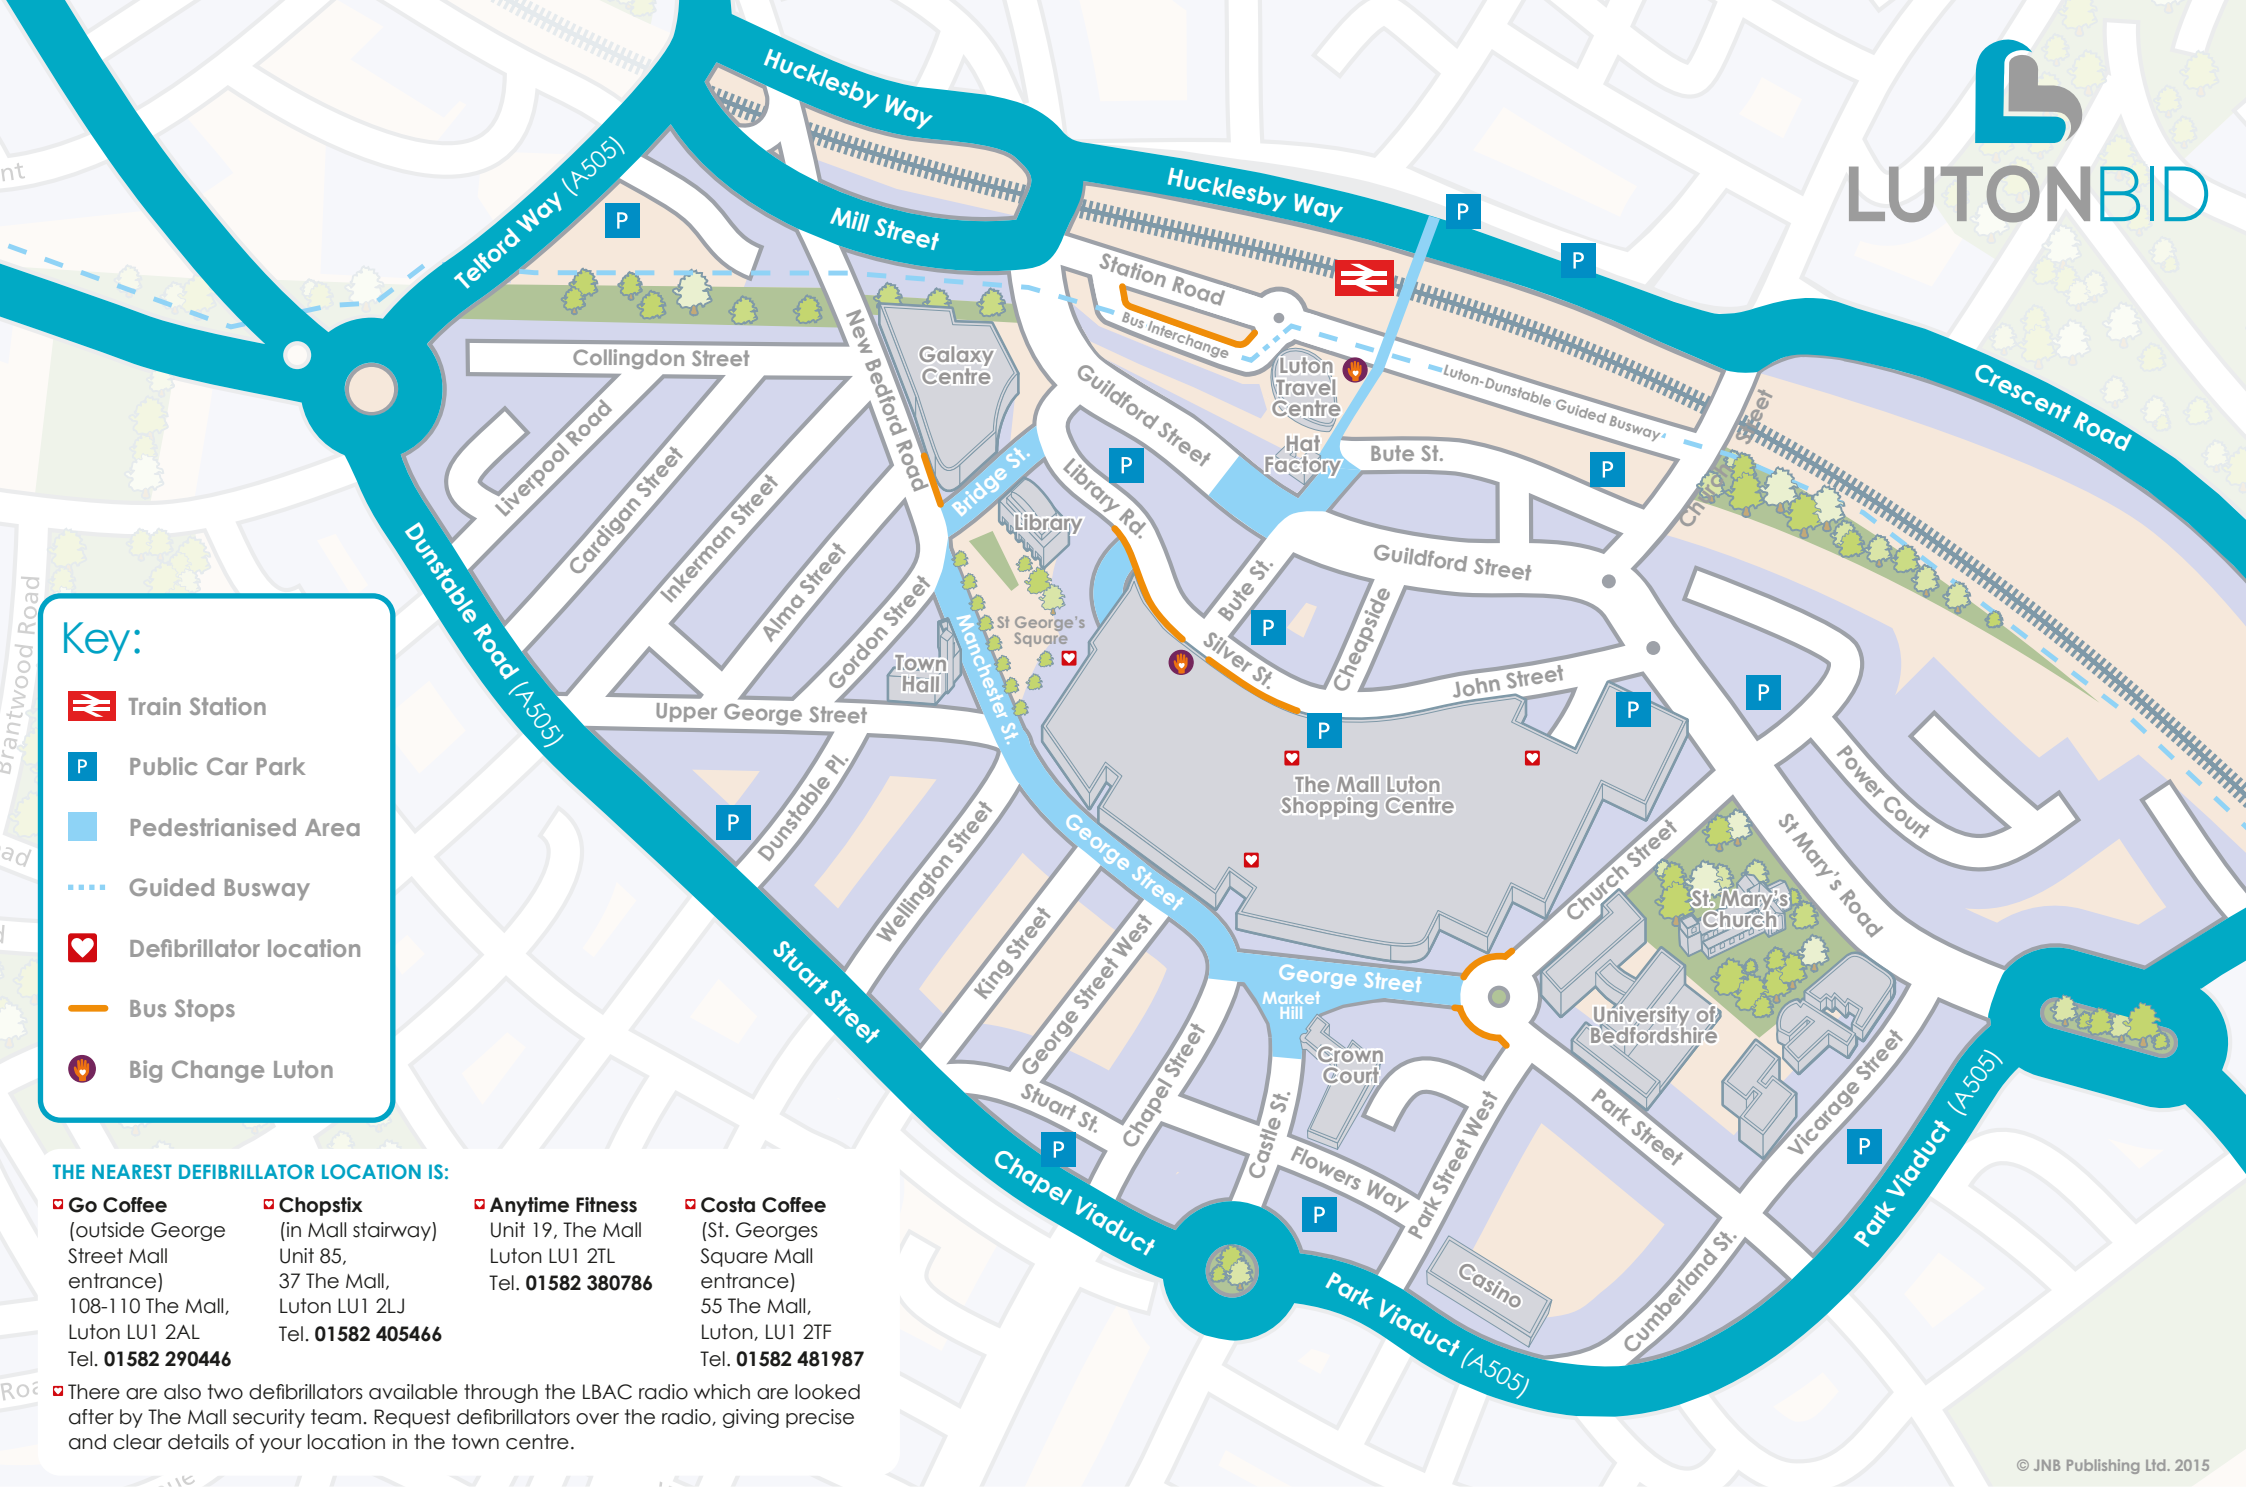 Hucklesby Way
Hucklesby Way
LUTONBID
Telford Way (A505)
Mill Street
nt
P
P
P
Station Road
Bus Interchange
New Bedford Road
Collingdon Street
Galaxy
Centre
Luton
Travel
Centre
Luton-Dunstable Guided Busway
Crescent Road
Church Street
Guildford Street
Hat
Factory
Bute St.
P
P
Liverpool Road
Cardigan Street
Inkerman Street
Alma Street
Gordon Street
Bridge St.
Library
Library Rd.
Guildford Street
Bute St.
P
Cheapside
Dunstable Road (A505)
St George's
Square
Manchester St.
Town
Hall
Silver St.
John Street
P
P
P
Upper George Street
Brantwood Road
ad
Key:
Train Station
P Public Car Park
Pedestrianised Area
Guided Busway
Defibrillator location
Bus Stops
Big Change Luton
P
Dunstable Pl.
Wellington Street
The Mall Luton
Shopping Centre
Power Court
St Mary's Road
George Street
Church Street
St. Mary's
Church
King Street
George Street West
Stuart Street
George Street
Market
Hill
University of
Bedfordshire
Crown
Court
Chapel Street
Stuart St.
P
Castle St.
Flowers Way
Park Street West
Park Street
Vicarage Street
P
Park Viaduct (A505)
Chapel Viaduct
P
Casino
Cumberland St.
Park Viaduct (A505)
THE NEAREST DEFIBRILLATOR LOCATION IS:
Go Coffee
(outside George
Street Mall
entrance)
108-110 The Mall,
Luton LU1 2AL
Tel. 01582 290446
Chopstix
(in Mall stairway)
Unit 85,
37 The Mall,
Luton LU1 2LJ
Tel. 01582 405466
Anytime Fitness
Unit 19, The Mall
Luton LU1 2TL
Tel. 01582 380786
Costa Coffee
(St. Georges
Square Mall
entrance)
55 The Mall,
Luton, LU1 2TF
Tel. 01582 481987
There are also two defibrillators available through the LBAC radio which are looked
after by The Mall security team. Request defibrillators over the radio, giving precise
and clear details of your location in the town centre.
© JNB Publishing Ltd. 2015